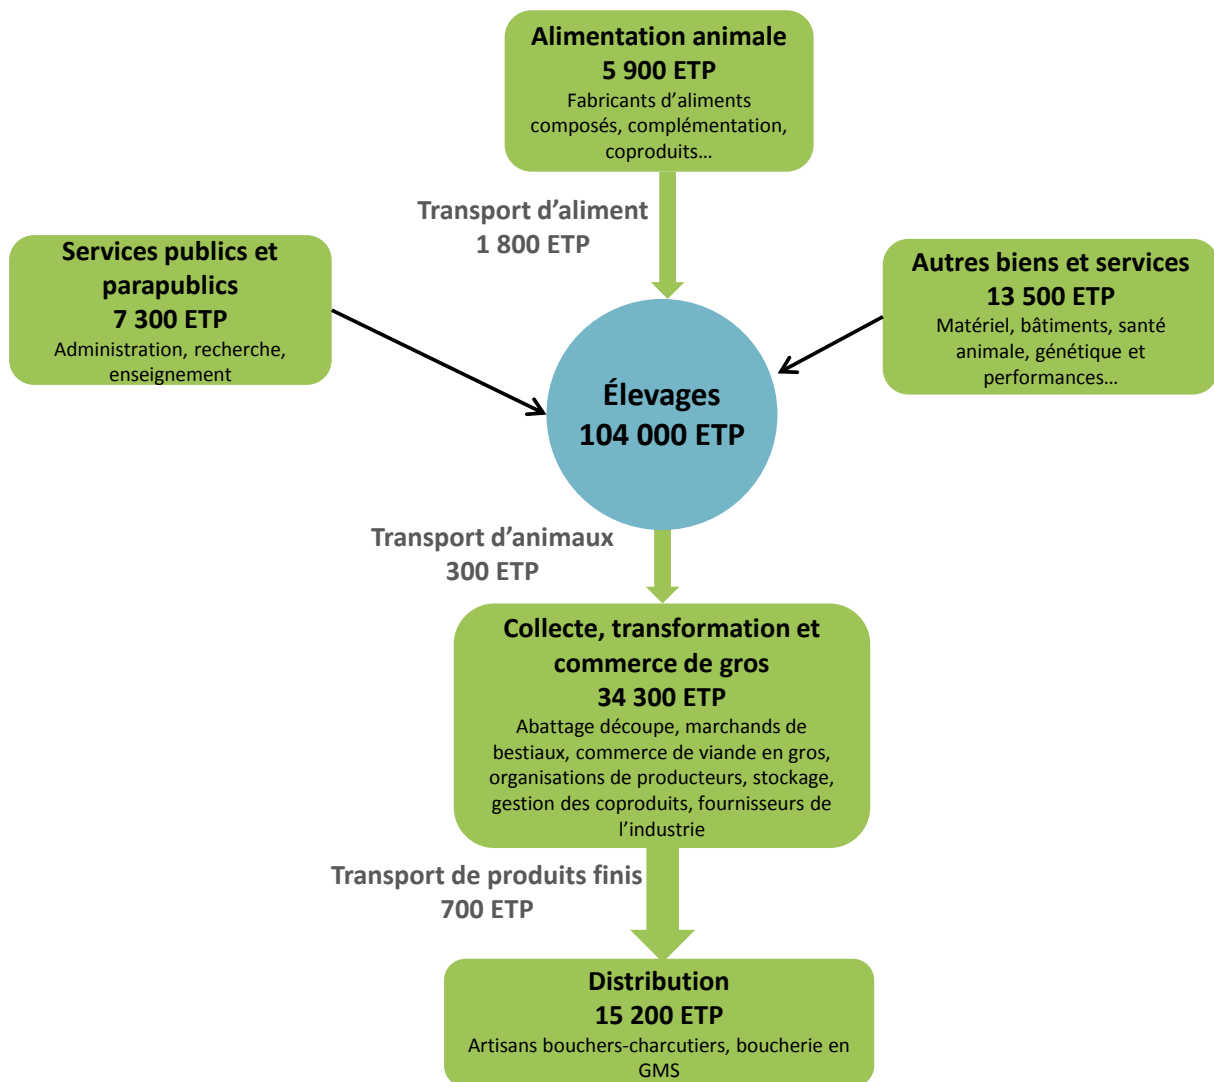 Alimentation animale
5 900 ETP
Fabricants d’aliments
composés, complémentation,
coproduits…
Transport d’aliment
1 800 ETP
Services publics et
parapublics
7 300 ETP
Administration, recherche,
enseignement
Autres biens et services
13 500 ETP
Matériel, bâtiments, santé
animale, génétique et
performances…
Élevages
104 000 ETP
Transport d’animaux
300 ETP
Collecte, transformation et
commerce de gros
34 300 ETP
Abattage découpe, marchands de
bestiaux, commerce de viande en gros,
organisations de producteurs, stockage,
gestion des coproduits, fournisseurs de
l’industrie
Transport de produits finis
700 ETP
Distribution
15 200 ETP
Artisans bouchers-charcutiers, boucherie en
GMS